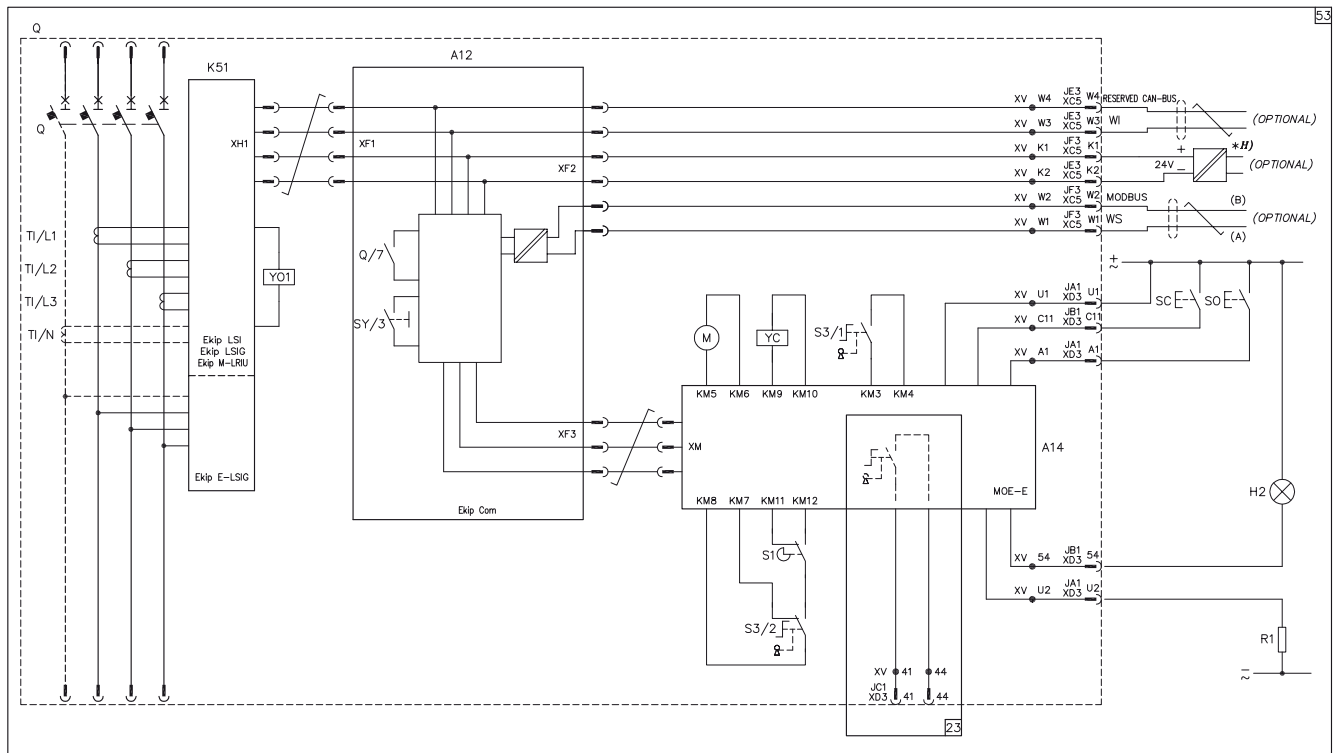 53
Q
K51
A12
Q
XH1
XF1
XF2
XV W4 JE3 XC5 W4 RESERVED CAN-BUS
XV W3 JE3 XC5 W3 WI
(OPTIONAL)
XV K1 JF3 XC5 K1 + *H)
24V
XV K2 JE3 XC5 K2 −
(OPTIONAL)
XV W2 JF3 XC5 W2 MODBUS
(B)
XV W1 JF3 XC5 W1 WS
(A)
(OPTIONAL)
TI/L1
TI/L2
TI/L3
TI/N
YO1
Q/7
SY/3
Ekip LSI
Ekip LSIG
Ekip M-LRIU
Ekip E-LSIG
Ekip Com
XF3
XM
+
~
XV U1 JA1 XD3 U1
SC
SO
XV C11 JB1 XD3 C11
XV A1 JA1 XD3 A1
M
YC
S3/1
KM5 KM6 KM9 KM10 KM3 KM4
A14
MOE-E
KM8 KM7 KM11 KM12
H2
S1
S3/2
XV 54 JB1 XD3 54
XV U2 JA1 XD3 U2
R1
−
~
XV 41 44
JC1
XD3 41 44
23